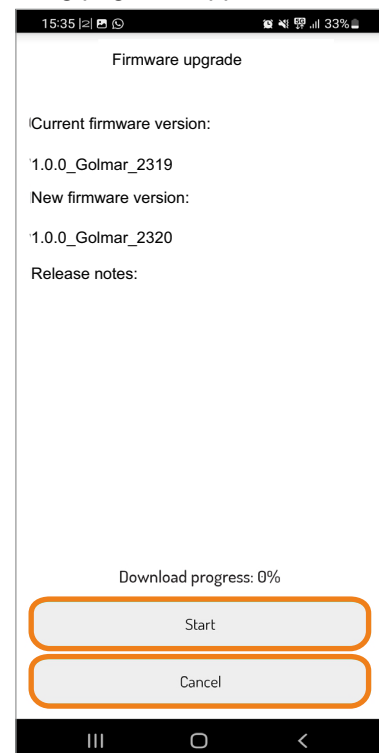 15:35 |2| 33%
Firmware upgrade
Current firmware version:
1.0.0_Golmar_2319
New firmware version:
1.0.0_Golmar_2320
Release notes:
Download progress: 0%
Start
Cancel